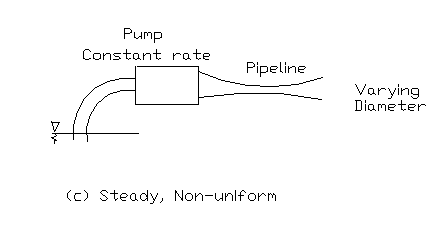 Pump
Constant rate
Pipeline
Varying
Diameter
(c) Steady, Non-uniform